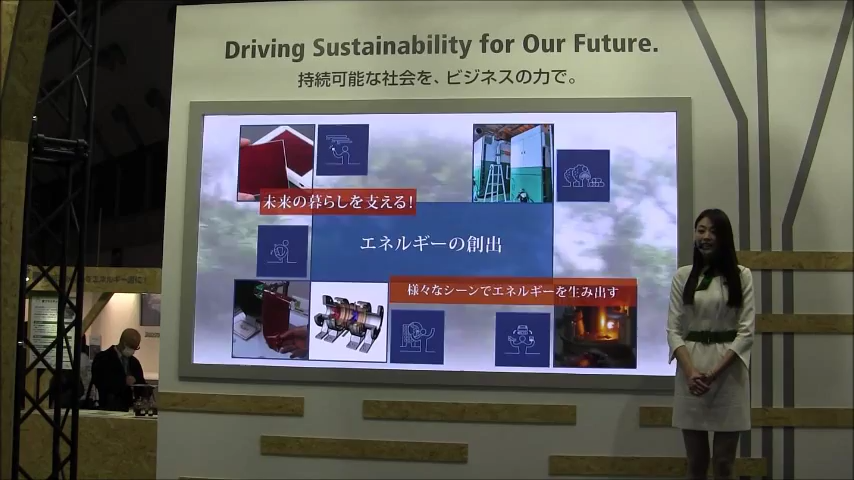 Driving Sustainability for Our Future.
持続可能な社会を、ビジネスの力で。
未来の暮らしを支える！
エネルギーの創出
様々なシーンでエネルギーを生み出す